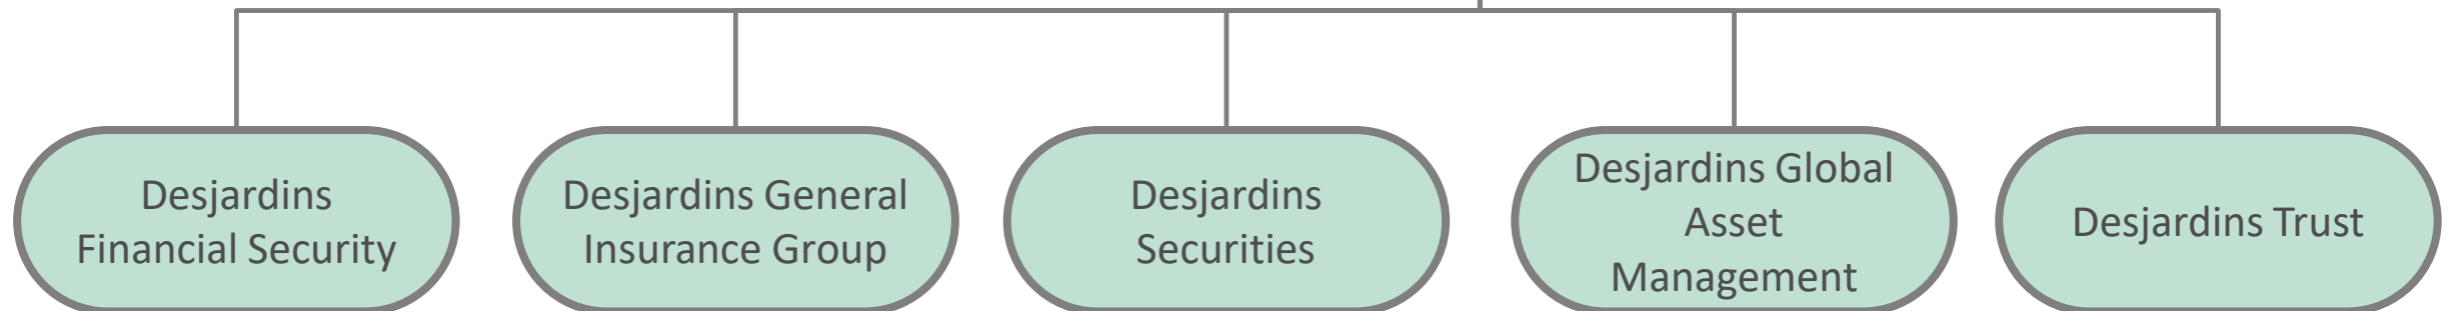 Desjardins
Financial Security
Desjardins General
Insurance Group
Desjardins
Securities
Desjardins Global
Asset
Management
Desjardins Trust